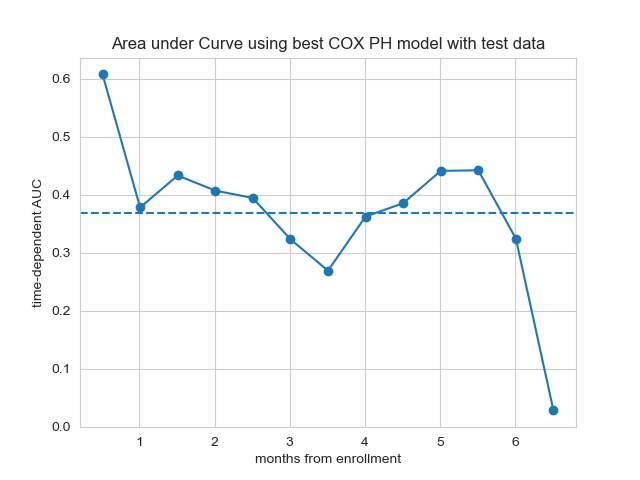 Area under Curve using best COX PH model with test data
time-dependent AUC
0.6
0.5
0.4
0.3
0.2
0.1
0.0
1 2 3 4 5 6
months from enrollment